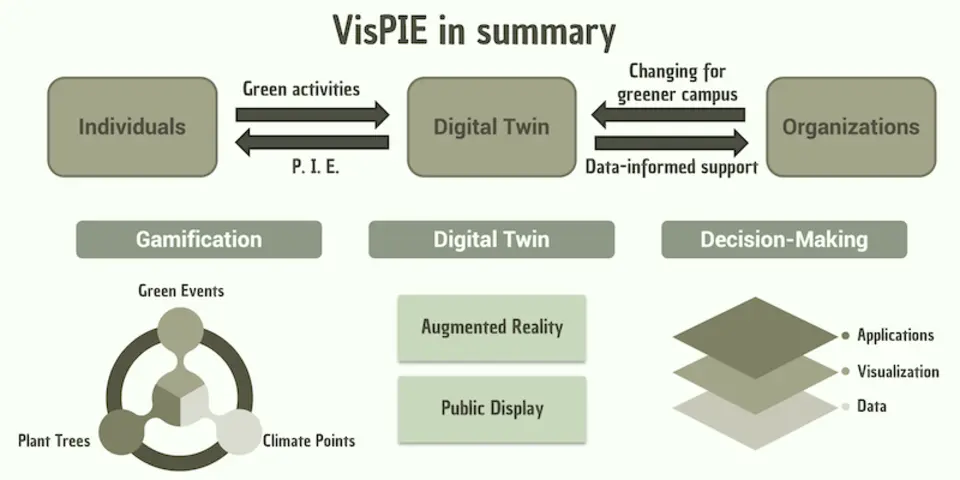 VisPIE in summary
Individuals
Green activities
P. I. E.
Digital Twin
Changing for
greener campus
Data-informed support
Organizations
Gamification
Digital Twin
Decision-Making
Green Events
Plant Trees
Climate Points
Augmented Reality
Public Display
Applications
Visualization
Data